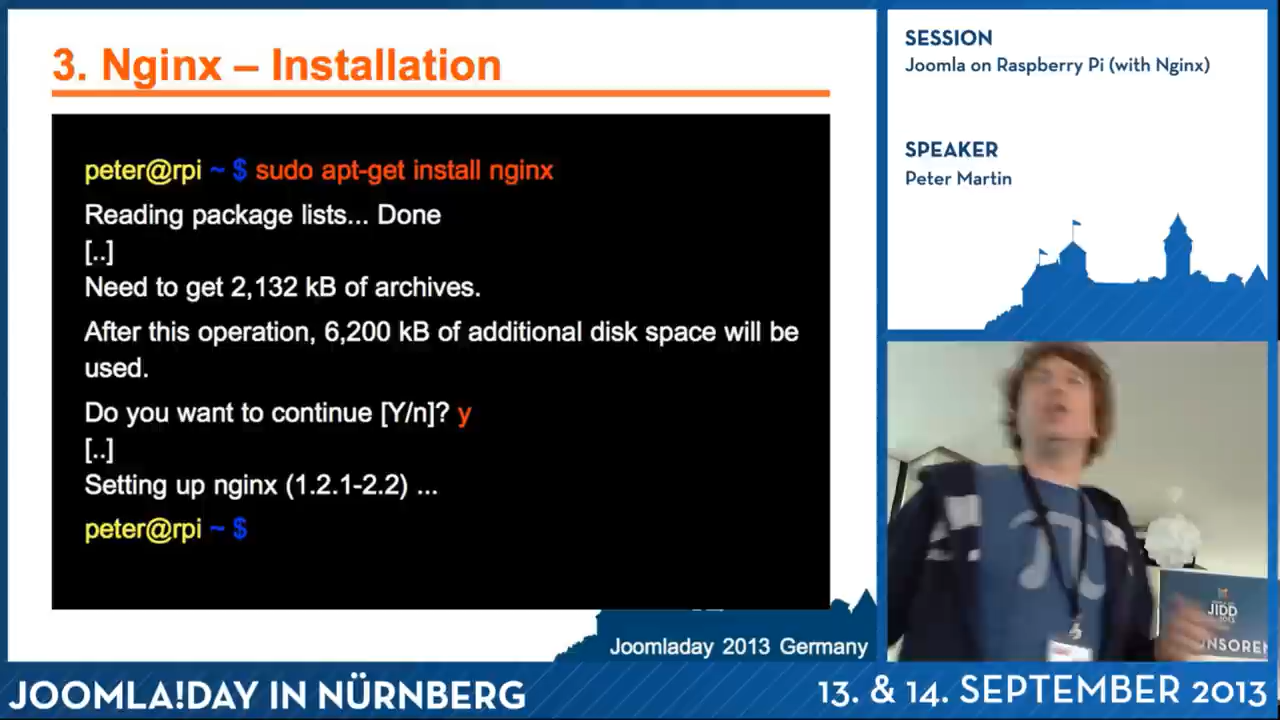 3. Nginx – Installation
peter@rpi ~ $ sudo apt-get install nginx
Reading package lists... Done
[..]
Need to get 2,132 kB of archives.
After this operation, 6,200 kB of additional disk space will be
used.
Do you want to continue [Y/n]? y
[..]
Setting up nginx (1.2.1-2.2) ...
peter@rpi ~ $
Joomladay 2013 Germany
SESSION
Joomla on Raspberry Pi (with Nginx)
SPEAKER
Peter Martin
JIDD
NSOREN
JOOMLA!DAY IN NÜRNBERG
13. & 14. SEPTEMBER 2013